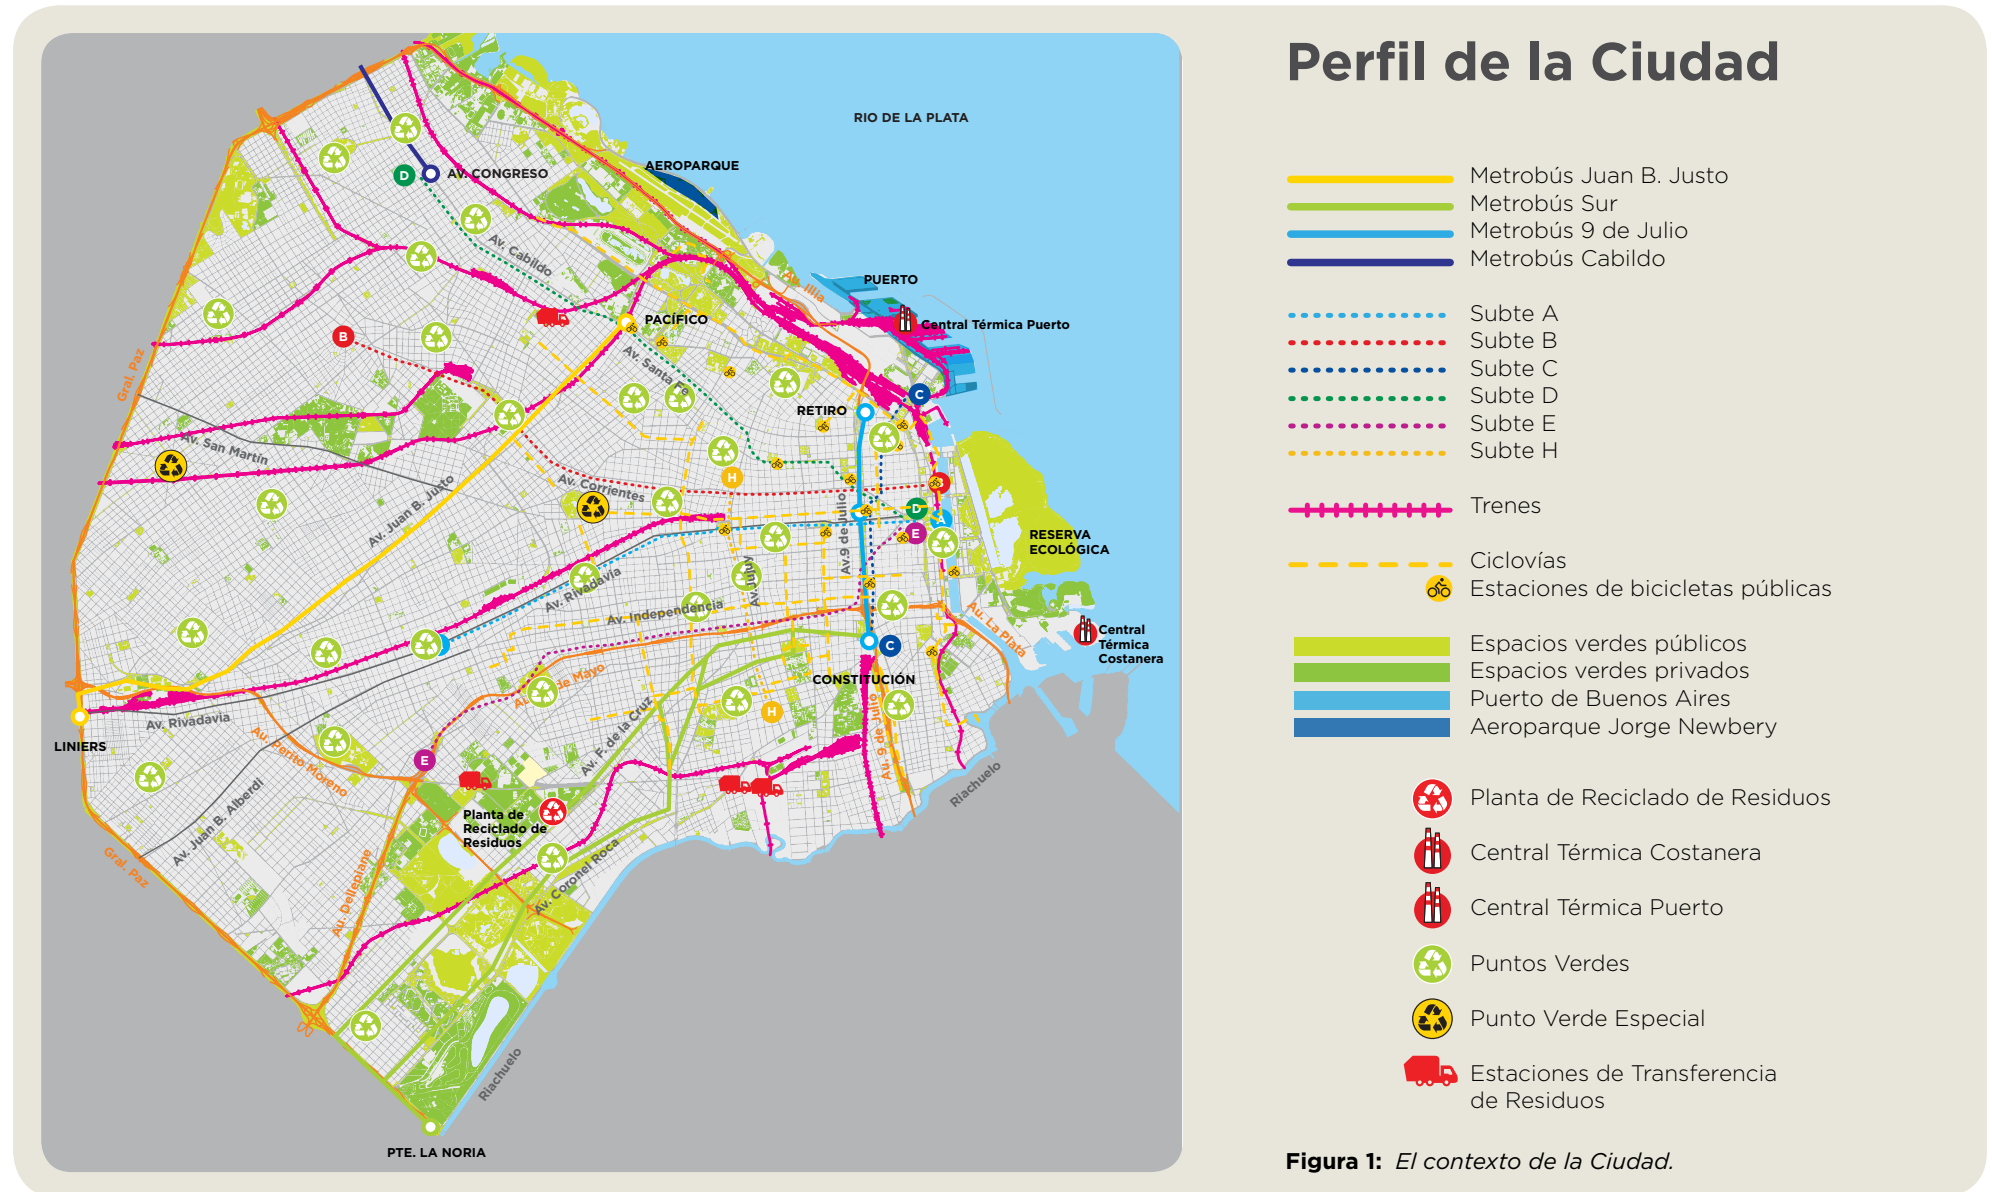 Perfil de la Ciudad
RIO DE LA PLATA
AEROPARQUE
D
AV. CONGRESO
Av. Cabildo
Au. Illia
PUERTO
PACÍFICO
Central Térmica Puerto
B
Gral. Paz
Av. Santa Fe
C
RETIRO
Av. San Martín
H
Av. Corrientes
B
Av. Juan B. Justo
Av.9 de Julio
D
A
E
RESERVA
ECOLÓGICA
Av. Jujuy
Av. Rivadavia
Av. Independencia
Au. La Plata
Central
Térmica
Costanera
C
CONSTITUCIÓN
de Mayo
Av. F. de la Cruz
H
Av. Rivadavia
LINIERS
Au. Perito Moreno
E
Au. 9 de Julio
Riachuelo
Av. Juan B. Alberdi
Planta de
Reciclado de
Residuos
Gral. Paz
Au. Dellepiane
Av. Coronel Roca
Riachuelo
PTE. LA NORIA
Metrobús Juan B. Justo
Metrobús Sur
Metrobús 9 de Julio
Metrobús Cabildo
Subte A
Subte B
Subte C
Subte D
Subte E
Subte H
Trenes
Ciclovías
Estaciones de bicicletas públicas
Espacios verdes públicos
Espacios verdes privados
Puerto de Buenos Aires
Aeroparque Jorge Newbery
Planta de Reciclado de Residuos
Central Térmica Costanera
Central Térmica Puerto
Puntos Verdes
Punto Verde Especial
Estaciones de Transferencia
de Residuos
Figura 1: El contexto de la Ciudad.